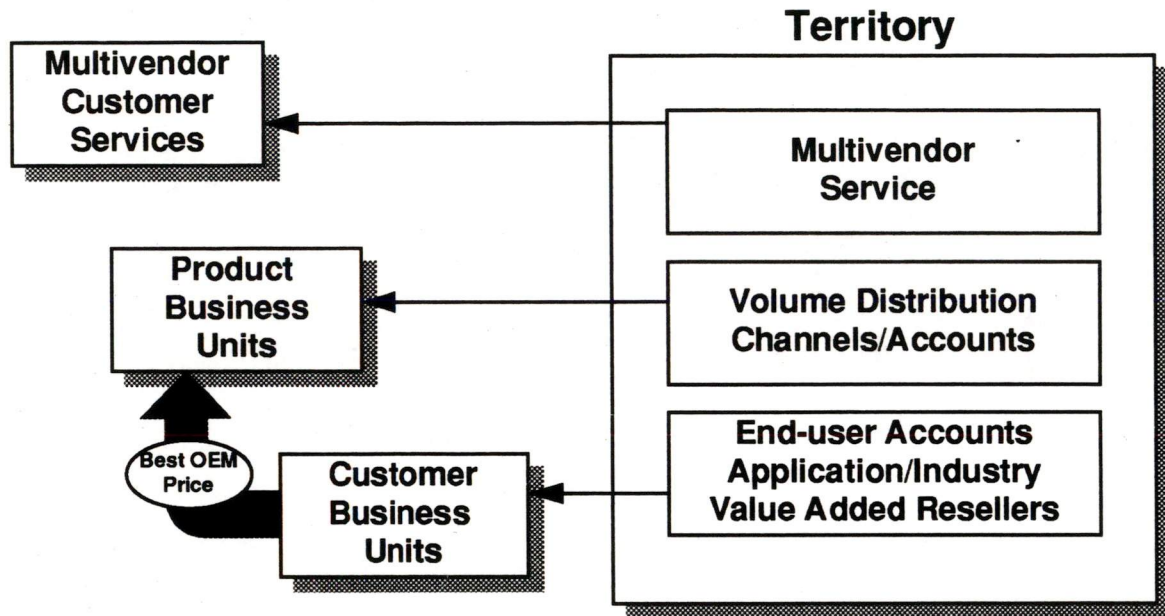 Territory
Multivendor
Customer
Services
Multivendor
Service
Product
Business
Units
Volume Distribution
Channels/Accounts
Best OEM
Price
Customer
Business
Units
End-user Accounts
Application/Industry
Value Added Resellers